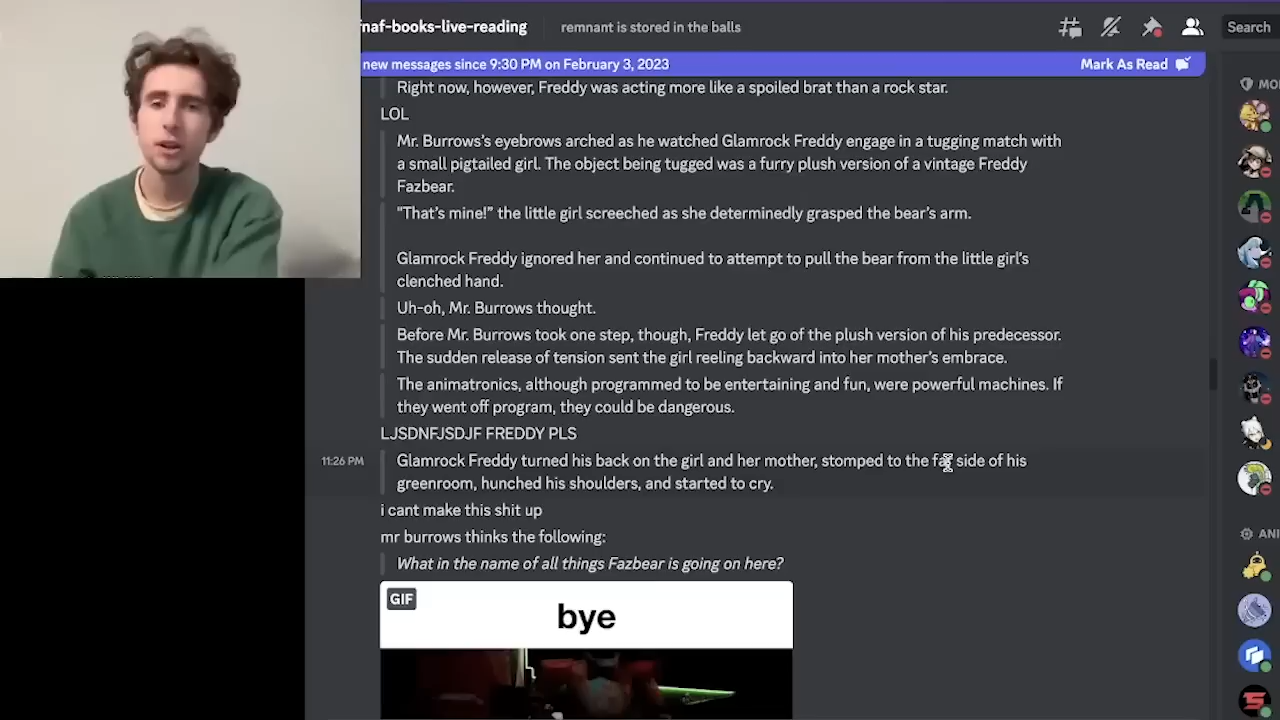 fnaf-books-live-reading
remnant is stored in the balls
Search
new messages since 9:30 PM on February 3, 2023
Mark As Read
MO
Right now, however, Freddy was acting more like a spoiled brat than a rock star.
LOL
Mr. Burrows's eyebrows arched as he watched Glamrock Freddy engage in a tugging match with
a small pigtailed girl. The object being tugged was a furry plush version of a vintage Freddy
Fazbear.
"That's mine!” the little girl screeched as she determinedly grasped the bear's arm.
Glamrock Freddy ignored her and continued to attempt to pull the bear from the little girl's
clenched hand.
Uh-oh, Mr. Burrows thought.
Before Mr. Burrows took one step, though, Freddy let go of the plush version of his predecessor.
The sudden release of tension sent the girl reeling backward into her mother's embrace.
The animatronics, although programmed to be entertaining and fun, were powerful machines. If
they went off program, they could be dangerous.
LJSDNFJSDJF FREDDY PLS
11:26 PM
Glamrock Freddy turned his back on the girl and her mother, stomped to the far side of his
greenroom, hunched his shoulders, and started to cry.
i cant make this shit up
ANI
mr burrows thinks the following:
What in the name of all things Fazbear is going on here?
GIF
bye